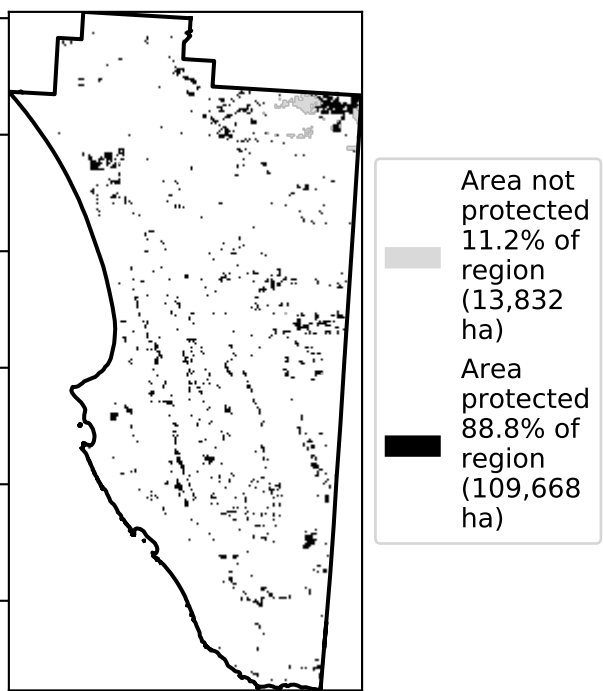 Area not
protected
11.2% of
region
(13,832
ha)
Area
protected
88.8% of
region
(109,668
ha)